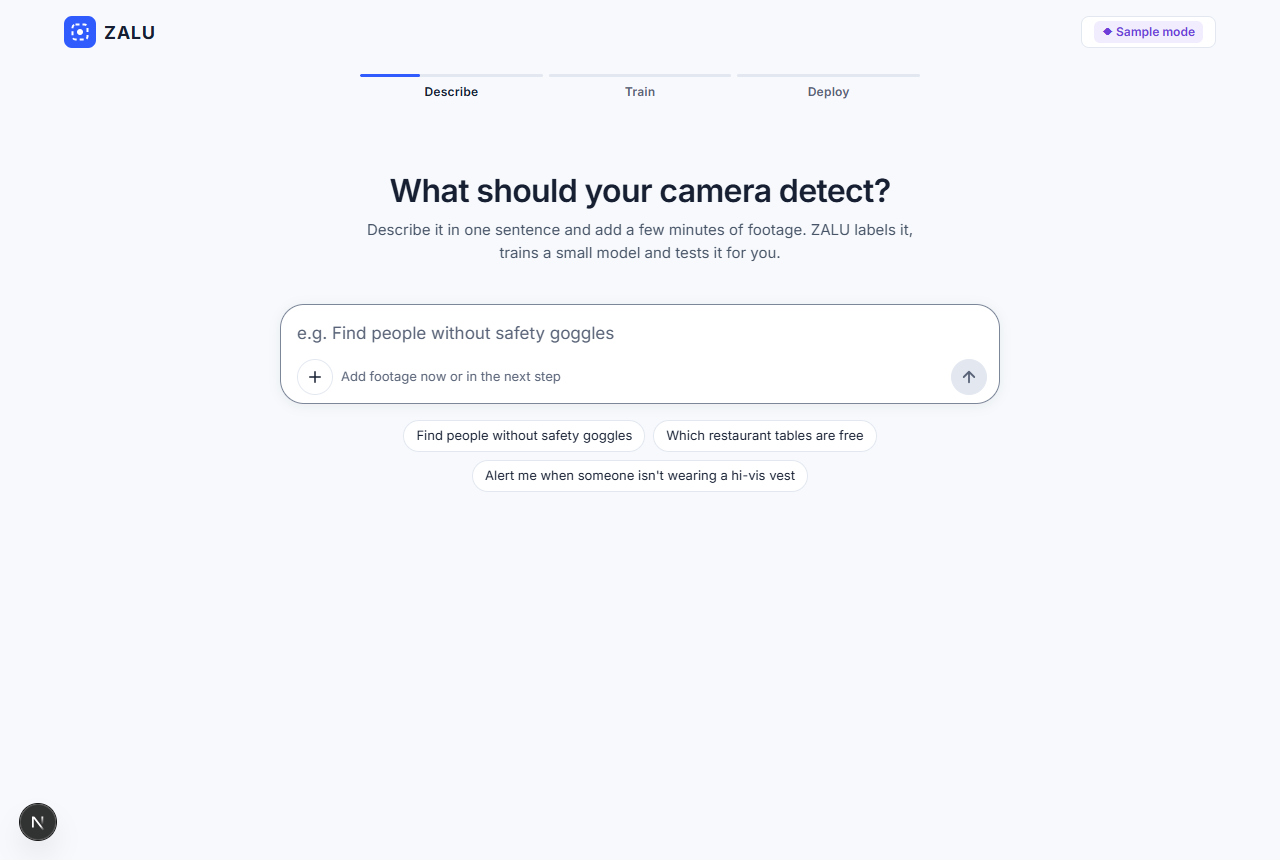 ZALU
Sample mode
Describe
Train
Deploy
What should your camera detect?
Describe it in one sentence and add a few minutes of footage. ZALU labels it,
trains a small model and tests it for you.
e.g. Find people without safety goggles
Add footage now or in the next step
Find people without safety goggles
Which restaurant tables are free
Alert me when someone isn't wearing a hi-vis vest
N